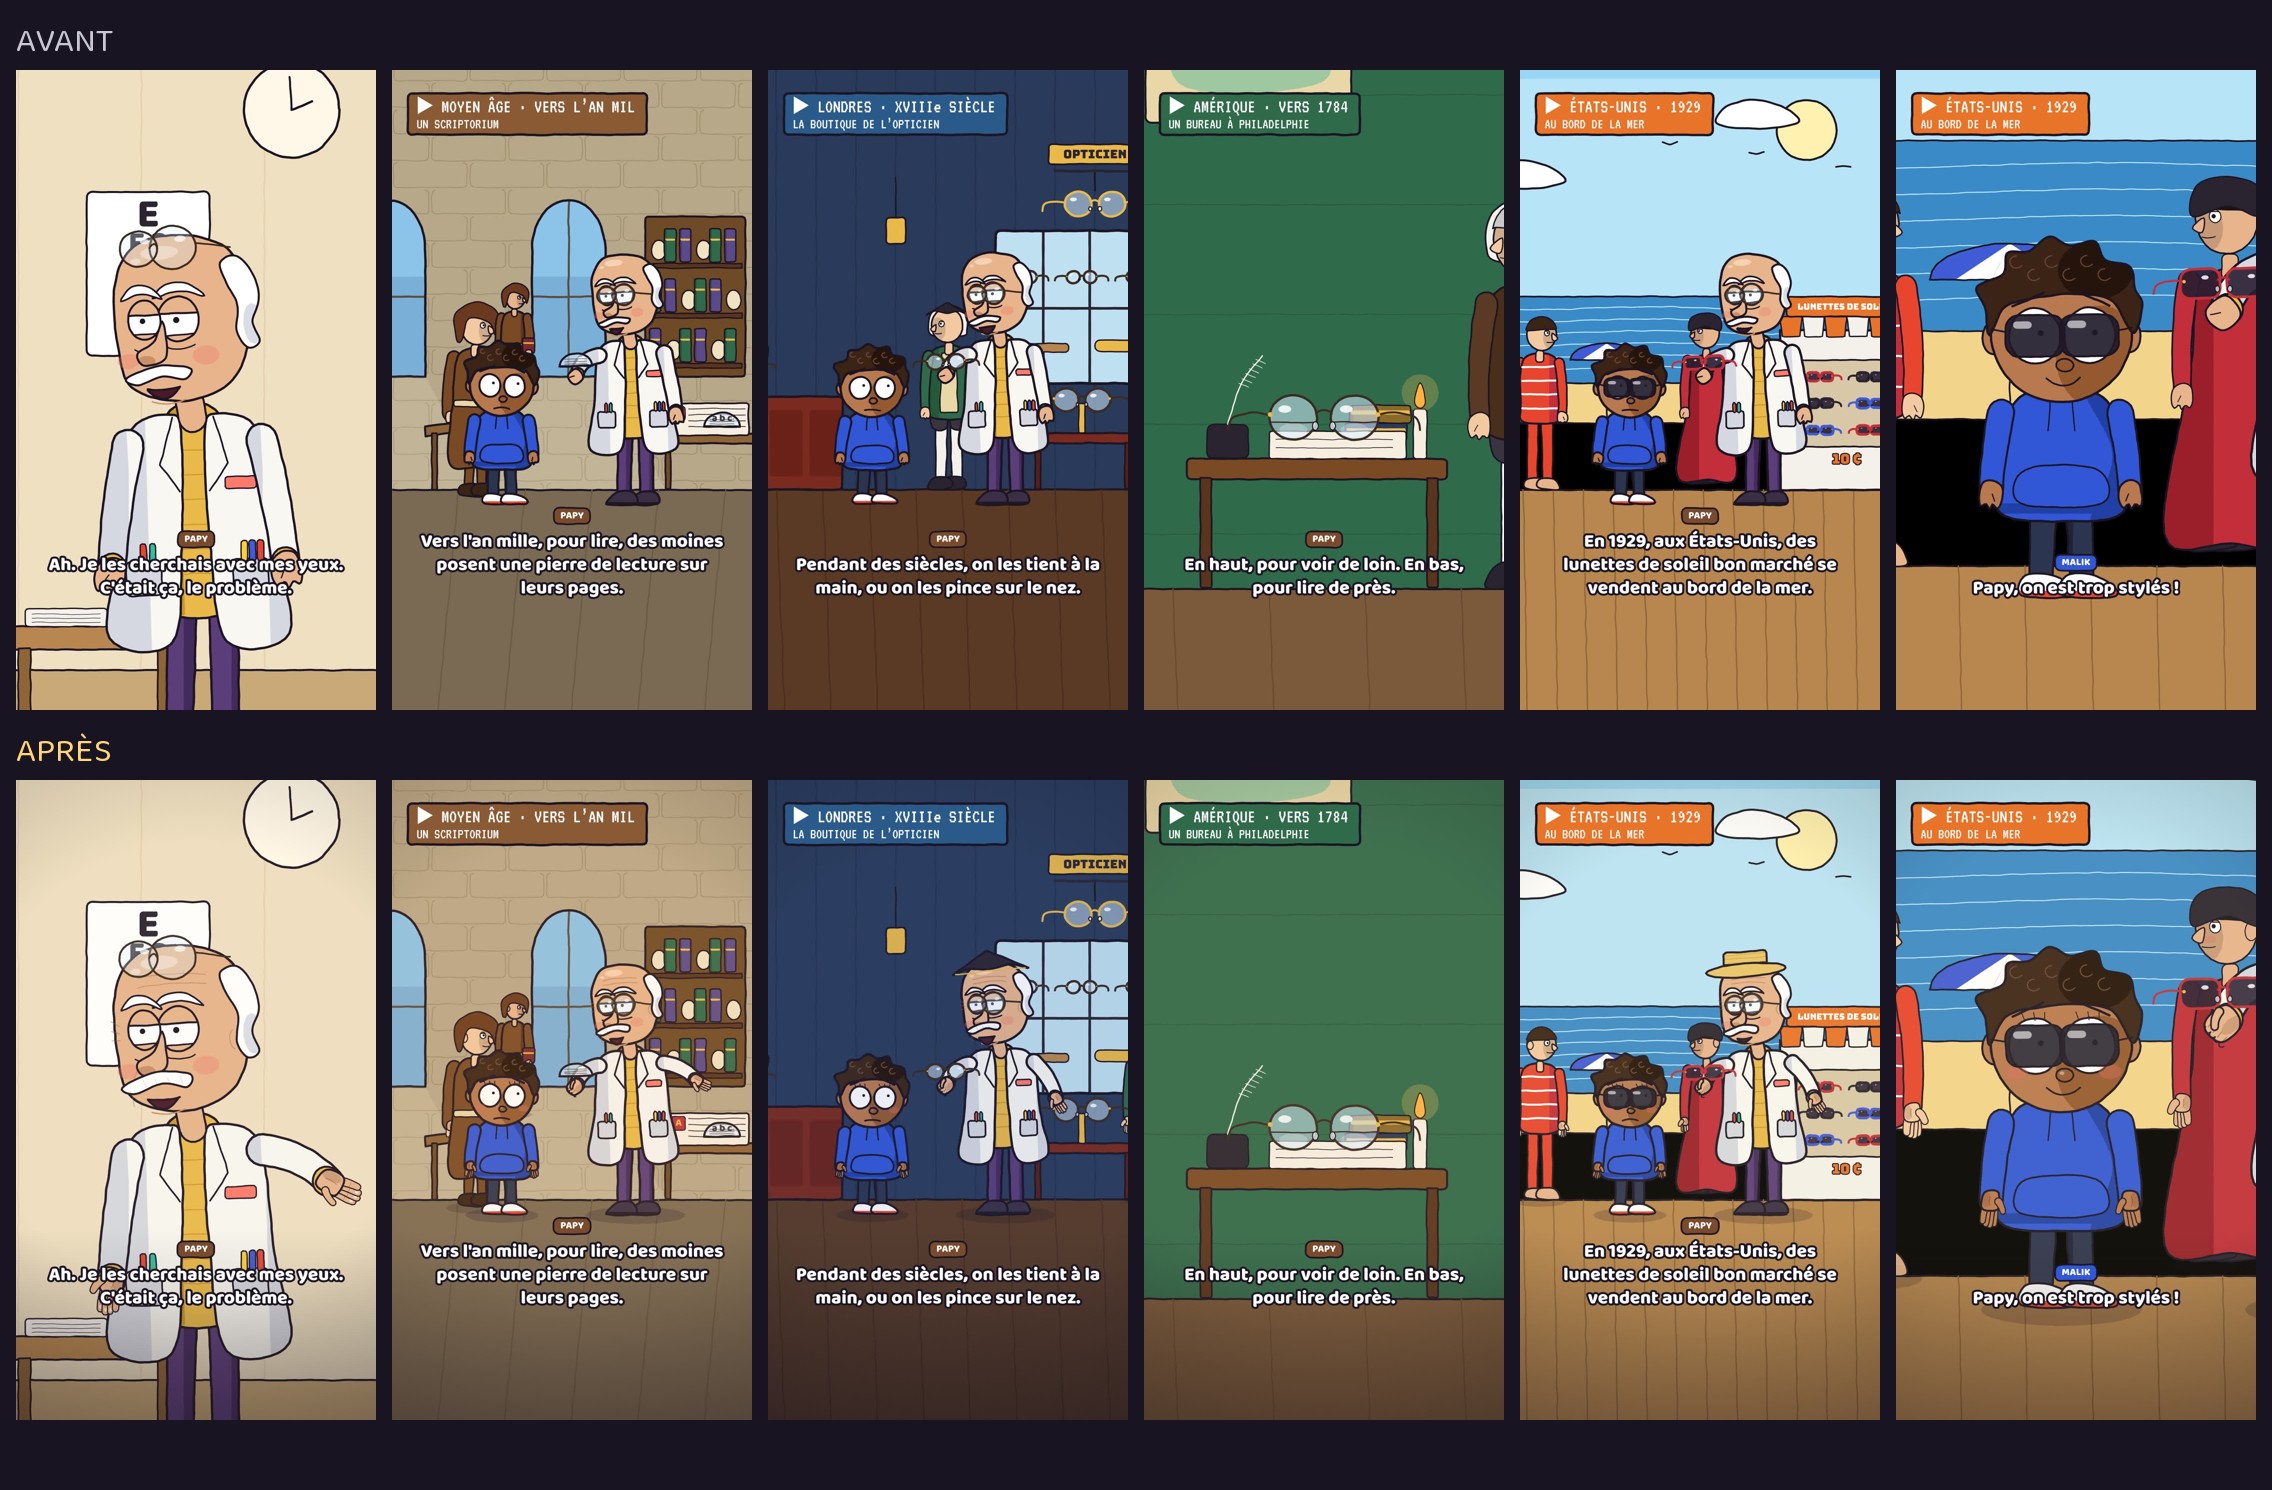 AVANT
E
F
PAPY
Ah. Je les cherchais avec mes yeux.
C'était ça, le problème.
MOYEN ÂGE · VERS L'AN MIL
UN SCRIPTORIUM
abc
PAPY
Vers l'an mille, pour lire, des moines
posent une pierre de lecture sur
leurs pages.
LONDRES · XVIIIe SIÈCLE
LA BOUTIQUE DE L'OPTICIEN
OPTICIEN
PAPY
Pendant des siècles, on les tient à la
main, ou on les pince sur le nez.
AMÉRIQUE · VERS 1784
UN BUREAU À PHILADELPHIE
PAPY
En haut, pour voir de loin. En bas,
pour lire de près.
ÉTATS-UNIS · 1929
AU BORD DE LA MER
LUNETTES DE SOL
10 ¢
PAPY
En 1929, aux États-Unis, des
lunettes de soleil bon marché se
vendent au bord de la mer.
ÉTATS-UNIS · 1929
AU BORD DE LA MER
MALIK
Papy, on est trop stylés !
APRÈS
E
F
PAPY
Ah. Je les cherchais avec mes yeux.
C'était ça, le problème.
MOYEN ÂGE · VERS L'AN MIL
UN SCRIPTORIUM
A
abc
PAPY
Vers l'an mille, pour lire, des moines
posent une pierre de lecture sur
leurs pages.
LONDRES · XVIIIe SIÈCLE
LA BOUTIQUE DE L'OPTICIEN
OPTICIEN
PAPY
Pendant des siècles, on les tient à la
main, ou on les pince sur le nez.
AMÉRIQUE · VERS 1784
UN BUREAU À PHILADELPHIE
PAPY
En haut, pour voir de loin. En bas,
pour lire de près.
ÉTATS-UNIS · 1929
AU BORD DE LA MER
LUNETTES DE SOL
10 ¢
PAPY
En 1929, aux États-Unis, des
lunettes de soleil bon marché se
vendent au bord de la mer.
ÉTATS-UNIS · 1929
AU BORD DE LA MER
MALIK
Papy, on est trop stylés !